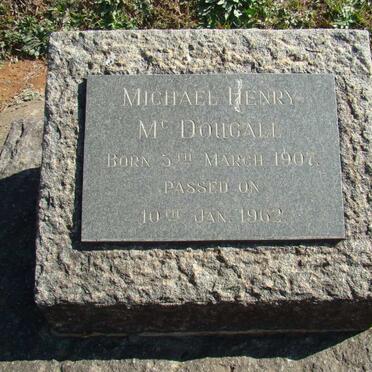 MICHAEL HENRY
Mc DOUGALL
BORN 5TH MARCH 1907.
PASSED ON
10TH JAN. 1962.